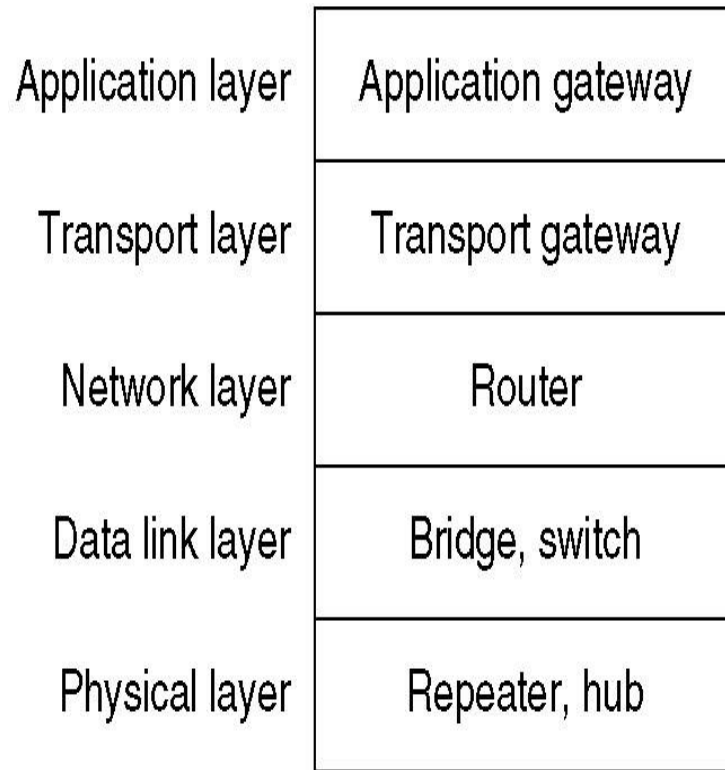 Application layer Application gateway
Transport layer Transport gateway
Network layer Router
Data link layer Bridge, switch
Physical layer Repeater, hub